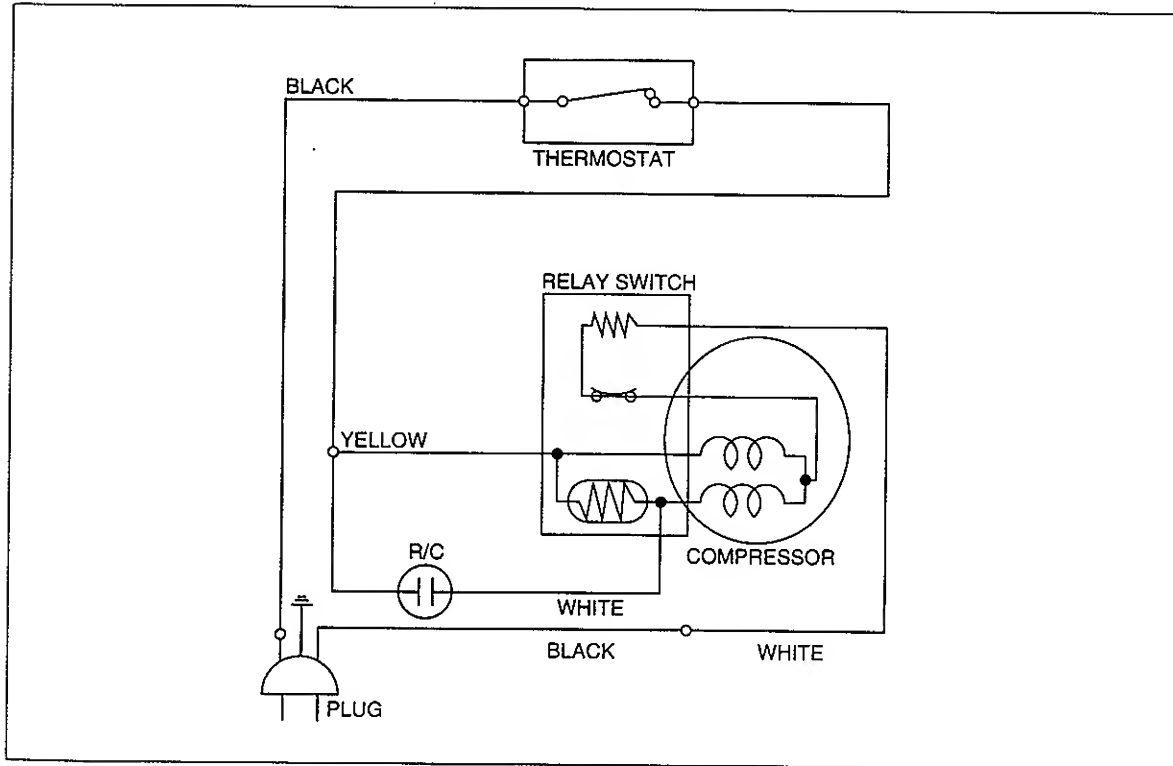 BLACK
THERMOSTAT
RELAY SWITCH
YELLOW
COMPRESSOR
R/C
WHITE
BLACK
WHITE
PLUG